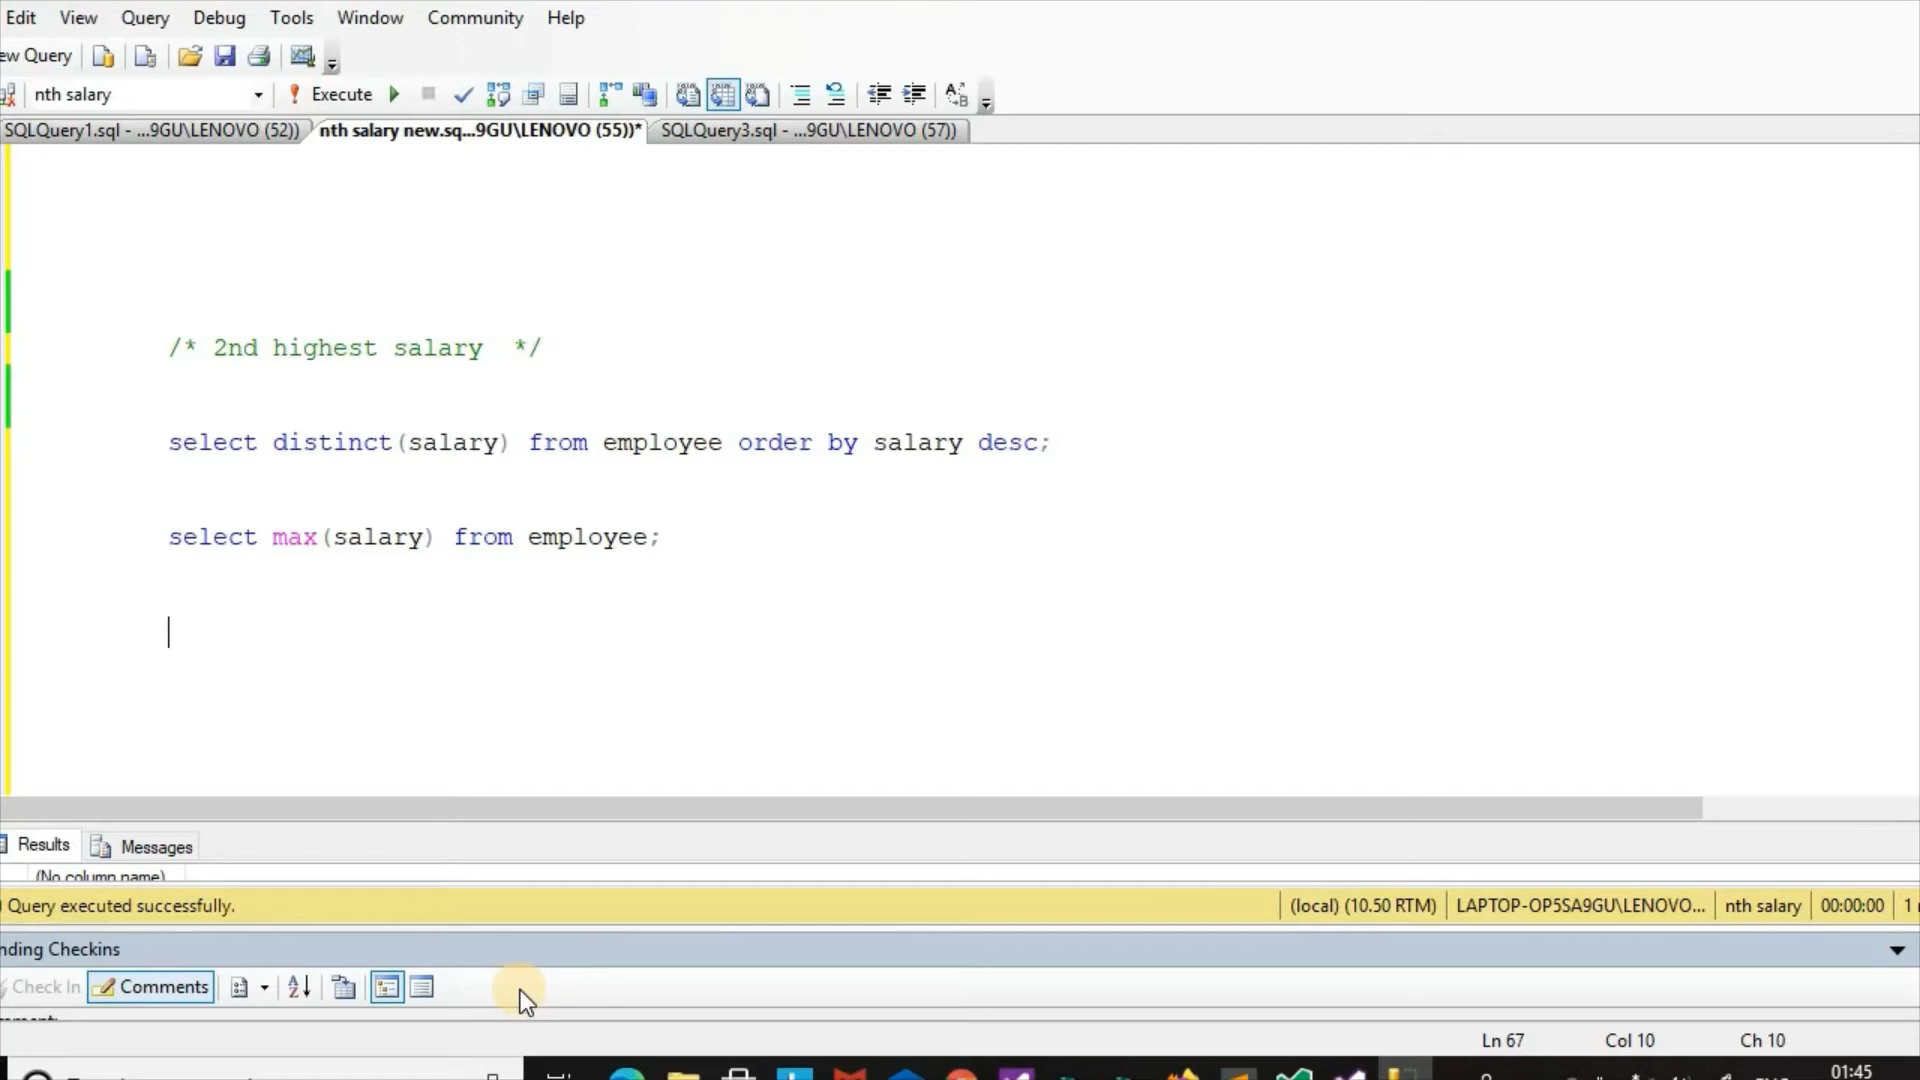 Edit View Query Debug Tools Window Community Help
ew Query
nth salary Execute
SQLQuery1.sql - ...9GU\LENOVO (52)) nth salary new.sq...9GU\LENOVO (55))* SQLQuery3.sql - ...9GU\LENOVO (57))
/* 2nd highest salary  */
select distinct(salary) from employee order by salary desc;
select max(salary) from employee;
Results Messages
(No column name)
Query executed successfully. (local) (10.50 RTM) LAPTOP-OP5SA9GU\LENOVO... nth salary 00:00:00 1
nding Checkins
Check In Comments
Ln 67 Col 10 Ch 10
01:45